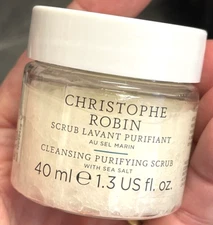 CHRISTOPHE
ROBIN
SCRUB LAVANT PURIFIANT
AU SEL MARIN
CLEANSING PURIFYING SCRUB
WITH SEA SALT
40 ml ℮ 1.3 US fl. oz.